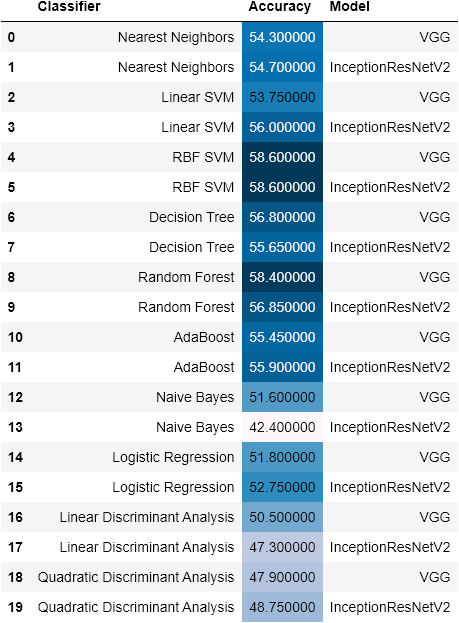 Classifier Accuracy Model
0 Nearest Neighbors 54.300000 VGG
1 Nearest Neighbors 54.700000 InceptionResNetV2
2 Linear SVM 53.750000 VGG
3 Linear SVM 56.000000 InceptionResNetV2
4 RBF SVM 58.600000 VGG
5 RBF SVM 58.600000 InceptionResNetV2
6 Decision Tree 56.800000 VGG
7 Decision Tree 55.650000 InceptionResNetV2
8 Random Forest 58.400000 VGG
9 Random Forest 56.850000 InceptionResNetV2
10 AdaBoost 55.450000 VGG
11 AdaBoost 55.900000 InceptionResNetV2
12 Naive Bayes 51.600000 VGG
13 Naive Bayes 42.400000 InceptionResNetV2
14 Logistic Regression 51.800000 VGG
15 Logistic Regression 52.750000 InceptionResNetV2
16 Linear Discriminant Analysis 50.500000 VGG
17 Linear Discriminant Analysis 47.300000 InceptionResNetV2
18 Quadratic Discriminant Analysis 47.900000 VGG
19 Quadratic Discriminant Analysis 48.750000 InceptionResNetV2